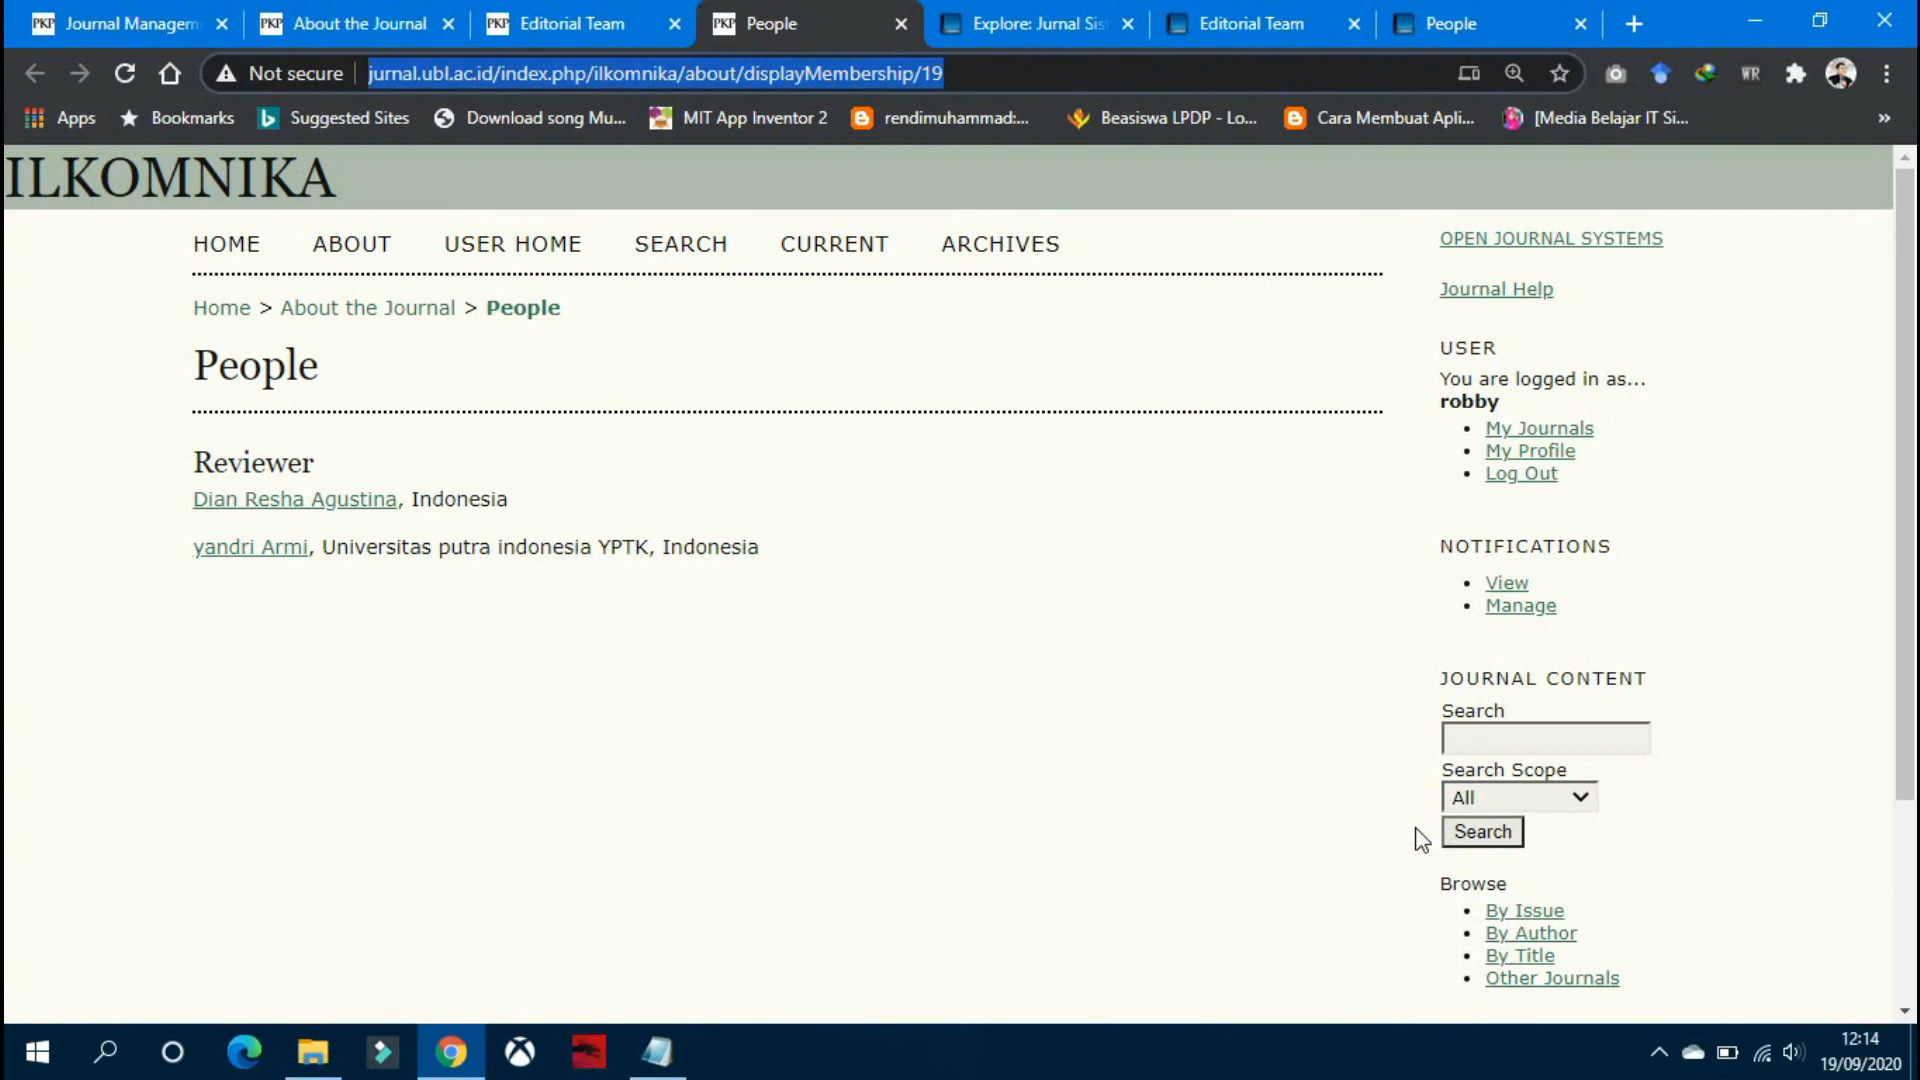 Journal Managem
About the Journal
Editorial Team
People
Explore: Jurnal Sis
Editorial Team
People
Not secure
jurnal.ubl.ac.id/index.php/ilkomnika/about/displayMembership/19
WR
Apps
Bookmarks
Suggested Sites
Download song Mu...
MIT App Inventor 2
rendimuhammad:...
Beasiswa LPDP - Lo...
Cara Membuat Apli...
[Media Belajar IT Si...
»
ILKOMNIKA
HOME ABOUT USER HOME SEARCH CURRENT ARCHIVES
Home > About the Journal > People
People
Reviewer
Dian Resha Agustina, Indonesia
yandri Armi, Universitas putra indonesia YPTK, Indonesia
OPEN JOURNAL SYSTEMS
Journal Help
USER
You are logged in as...
robby
• My Journals
• My Profile
• Log Out
NOTIFICATIONS
• View
• Manage
JOURNAL CONTENT
Search
Search Scope
All
Search
Browse
• By Issue
• By Author
• By Title
• Other Journals
12:14
19/09/2020